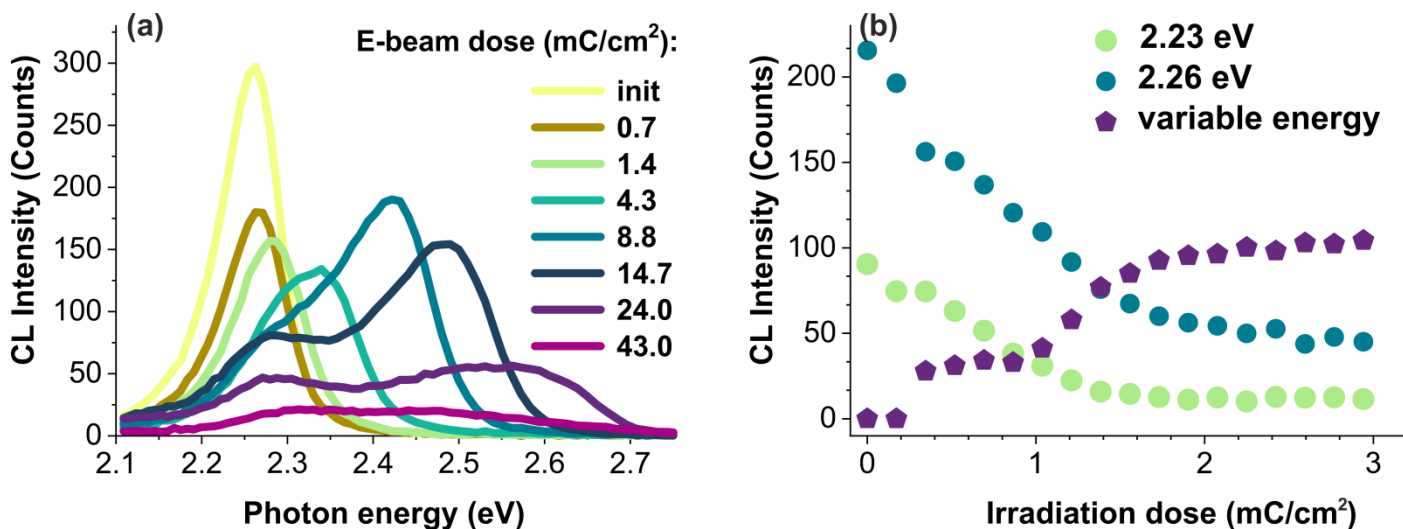 (a)
E-beam dose (mC/cm²):
init
0.7
1.4
4.3
8.8
14.7
24.0
43.0
CL Intensity (Counts)
300
250
200
150
100
50
0
2.1 2.2 2.3 2.4 2.5 2.6 2.7
Photon energy (eV)
(b)
2.23 eV
2.26 eV
variable energy
CL Intensity (Counts)
200
150
100
50
0
0 1 2 3
Irradiation dose (mC/cm²)